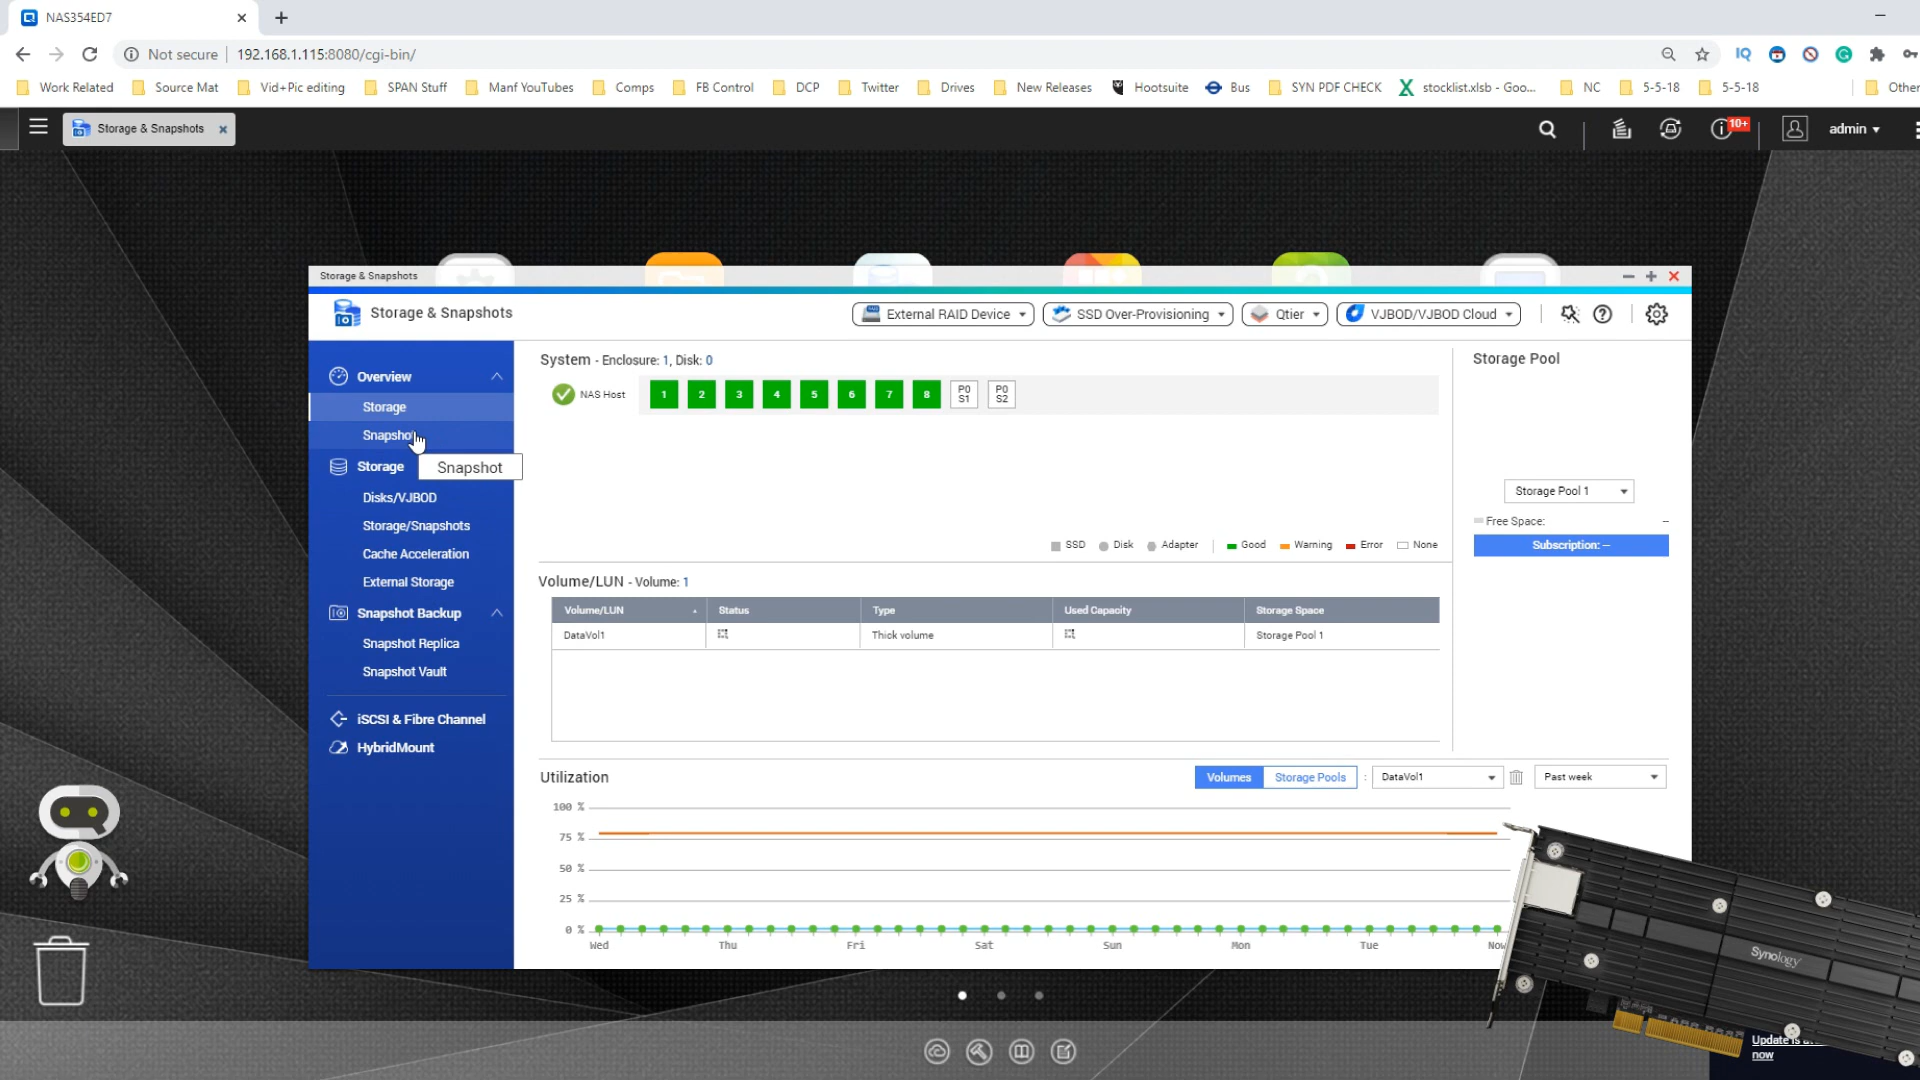 NAS354ED7
Not secure 192.168.1.115:8080/cgi-bin/
Work Related Source Mat Vid+Pic editing SPAN Stuff Manf YouTubes Comps FB Control DCP Twitter Drives New Releases Hootsuite Bus SYN PDF CHECK stocklist.xlsb - Goo... NC 5-5-18 5-5-18 Other
Storage & Snapshots 10+ admin
Storage & Snapshots
Storage & Snapshots External RAID Device SSD Over-Provisioning Qtier VJBOD/VJBOD Cloud
Overview
Storage
Snapshot
Snapshot
Storage
Disks/VJBOD
Storage/Snapshots
Cache Acceleration
External Storage
Snapshot Backup
Snapshot Replica
Snapshot Vault
iSCSI & Fibre Channel
HybridMount
System - Enclosure: 1, Disk: 0
NAS Host 1 2 3 4 5 6 7 8 P0 S1 P0 S2
SSD Disk Adapter Good Warning Error None
Storage Pool
Storage Pool 1
Free Space: --
Subscription: --
Volume/LUN - Volume: 1
Volume/LUN Status Type Used Capacity Storage Space
DataVol1 Thick volume Storage Pool 1
Utilization Volumes Storage Pools : DataVol1 Past week
100 %
75 %
50 %
25 %
0 %
Wed Thu Fri Sat Sun Mon Tue Now
Synology
Update is
now